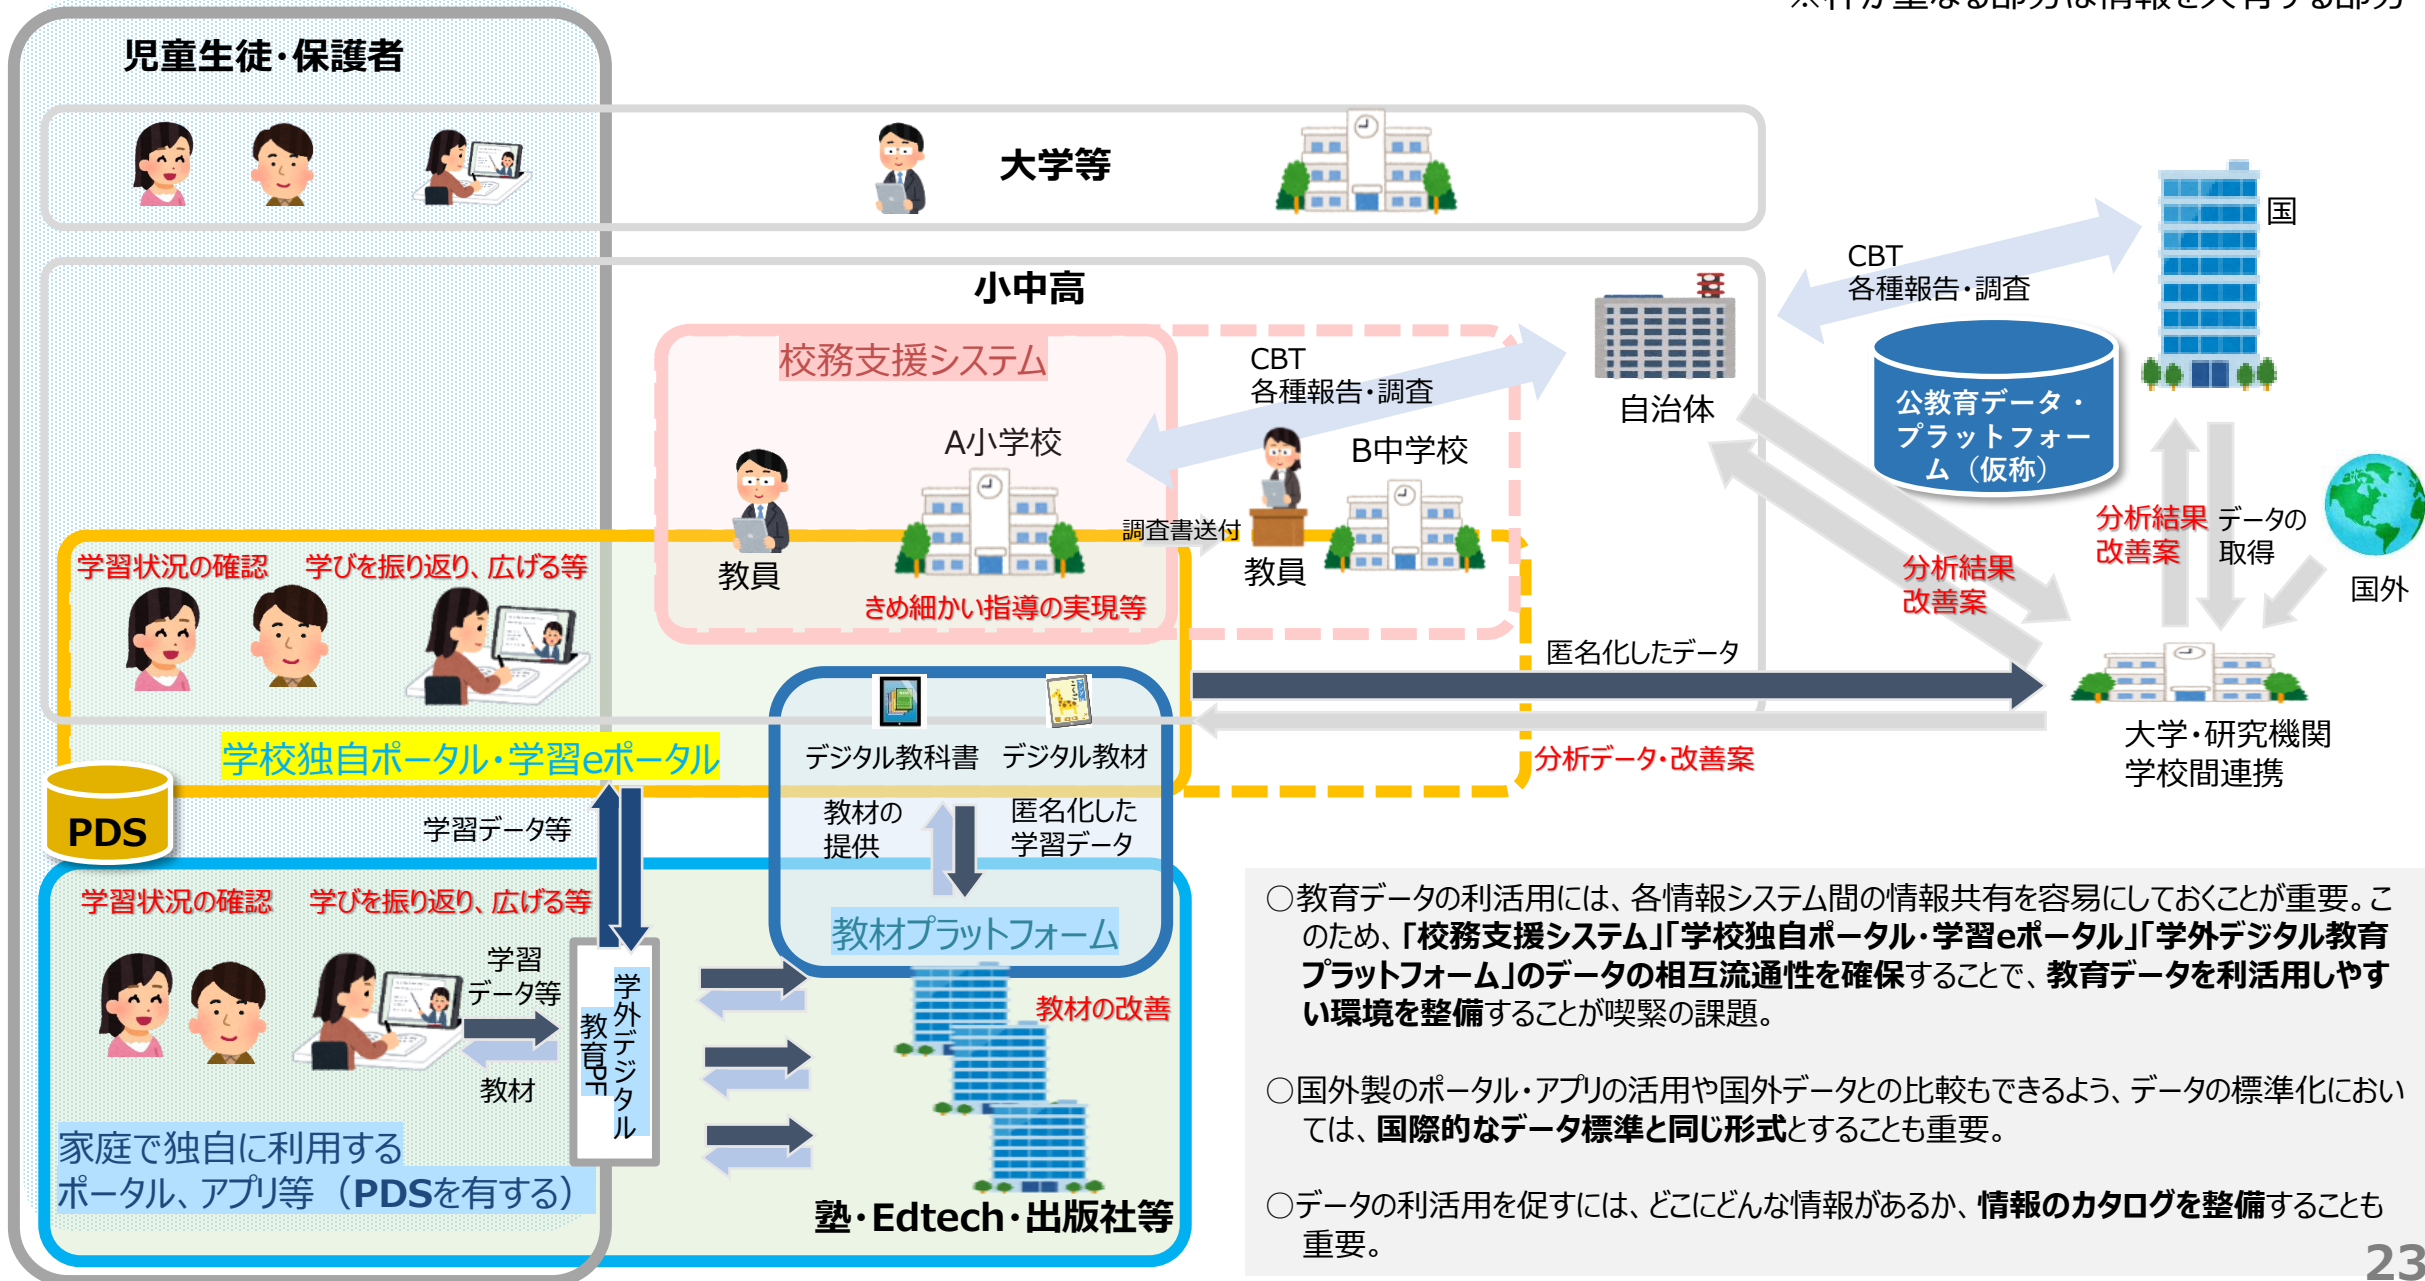 児童生徒・保護者
大学等
国
CBT
各種報告・調査
小中高
校務支援システム
CBT
各種報告・調査
自治体
公教育データ・
プラットフォー
ム（仮称）
A小学校
B中学校
調査書送付
教員
教員
きめ細かい指導の実現等
分析結果
改善案
分析結果
改善案
データの
取得
国外
学習状況の確認
学びを振り返り、広げる等
匿名化したデータ
分析データ・改善案
大学・研究機関
学校間連携
デジタル教科書
デジタル教材
学校独自ポータル・学習eポータル
PDS
学習データ等
教材の
提供
匿名化した
学習データ
教材プラットフォーム
学習状況の確認
学びを振り返り、広げる等
学習
データ等
教材
学外デジタル
教育PF
教材の改善
家庭で独自に利用する
ポータル、アプリ等（PDSを有する）
塾・Edtech・出版社等
○教育データの利活用には、各情報システム間の情報共有を容易にしておくことが重要。こ
のため、「校務支援システム」「学校独自ポータル・学習eポータル」「学外デジタル教育
プラットフォーム」のデータの相互流通性を確保することで、教育データを利活用しやす
い環境を整備することが喫緊の課題。
○国外製のポータル・アプリの活用や国外データとの比較もできるよう、データの標準化におい
ては、国際的なデータ標準と同じ形式とすることも重要。
○データの利活用を促すには、どこにどんな情報があるか、情報のカタログを整備することも
重要。
23